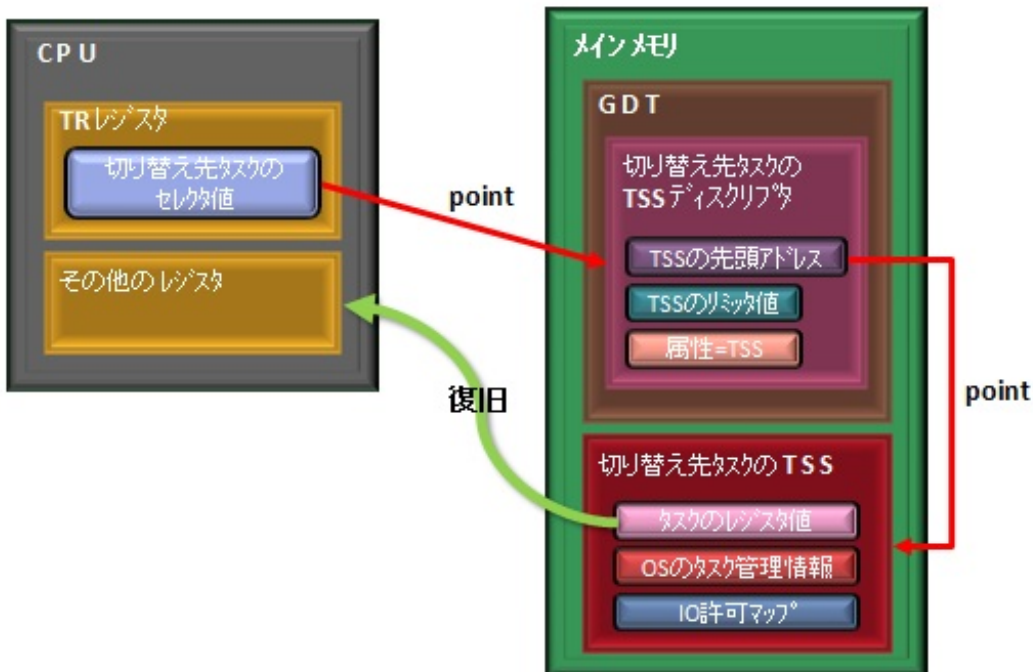 CPU
TRﾚｼﾞｽﾀ
切り替え先ﾀｽｸの
ｾﾚｸﾀ値
その他のﾚｼﾞｽﾀ
point
復旧
ﾒｲﾝﾒﾓﾘ
GDT
切り替え先ﾀｽｸの
TSSﾃﾞｨｽｸﾘﾌﾟﾀ
TSSの先頭ｱﾄﾞﾚｽ
TSSのﾘﾐｯﾀ値
属性=TSS
point
切り替え先ﾀｽｸのTSS
ﾀｽｸのﾚｼﾞｽﾀ値
OSのﾀｽｸ管理情報
IO許可ﾏｯﾌﾟ